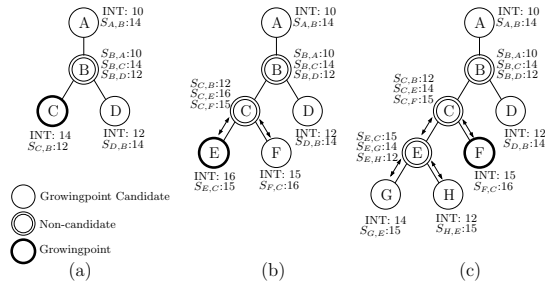 A
INT: 10
S_{A,B}:14
B
S_{B,A}:10
S_{B,C}:14
S_{B,D}:12
C
D
INT: 14
S_{C,B}:12
INT: 12
S_{D,B}:14
Growingpoint Candidate
Non-candidate
Growingpoint
(a)
A
INT: 10
S_{A,B}:14
B
S_{B,A}:10
S_{B,C}:14
S_{B,D}:12
S_{C,B}:12
S_{C,E}:16
S_{C,F}:15
C
D
INT: 12
S_{D,B}:14
E
F
INT: 16
S_{E,C}:15
INT: 15
S_{F,C}:16
(b)
A
INT: 10
S_{A,B}:14
B
S_{B,A}:10
S_{B,C}:14
S_{B,D}:12
S_{C,B}:12
S_{C,E}:14
S_{C,F}:15
C
D
INT: 12
S_{D,B}:14
S_{E,C}:15
S_{E,C}:14
S_{E,H}:12
E
F
INT: 15
S_{F,C}:16
G
H
INT: 14
S_{G,E}:15
INT: 12
S_{H,E}:15
(c)